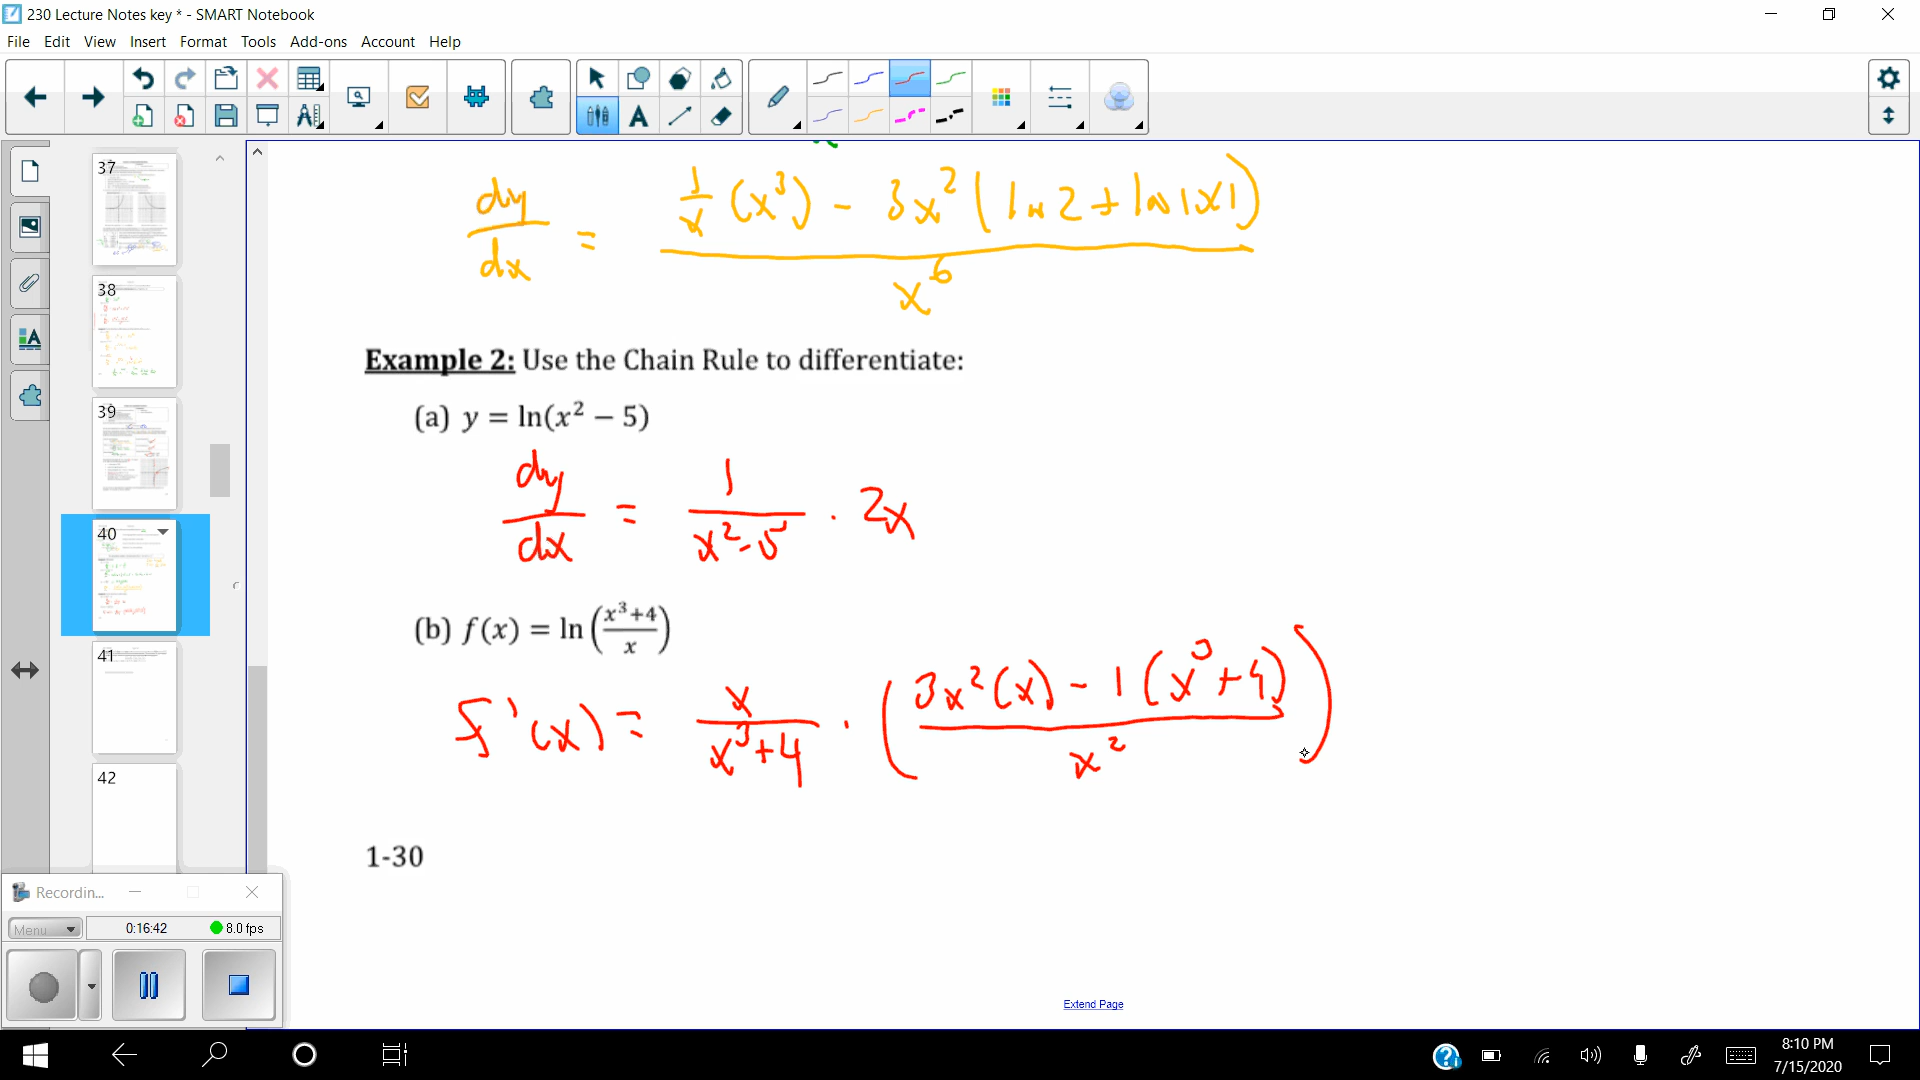 230 Lecture Notes key * - SMART Notebook
File Edit View Insert Format Tools Add-ons Account Help
37
38
39
40
41
42
dy/dx = (1/x (x³) - 3x² (ln 2 + ln |x|)) / x⁶
Example 2: Use the Chain Rule to differentiate:
(a) y = ln(x² − 5)
dy/dx = 1/(x² - 5) · 2x
(b) f(x) = ln((x³+4)/x)
f'(x) = x/(x³+4) · ((3x²(x) - 1(x³+4))/x²)
1-30
Extend Page
Recordin...
Menu 0:16:42 8.0 fps
8:10 PM
7/15/2020